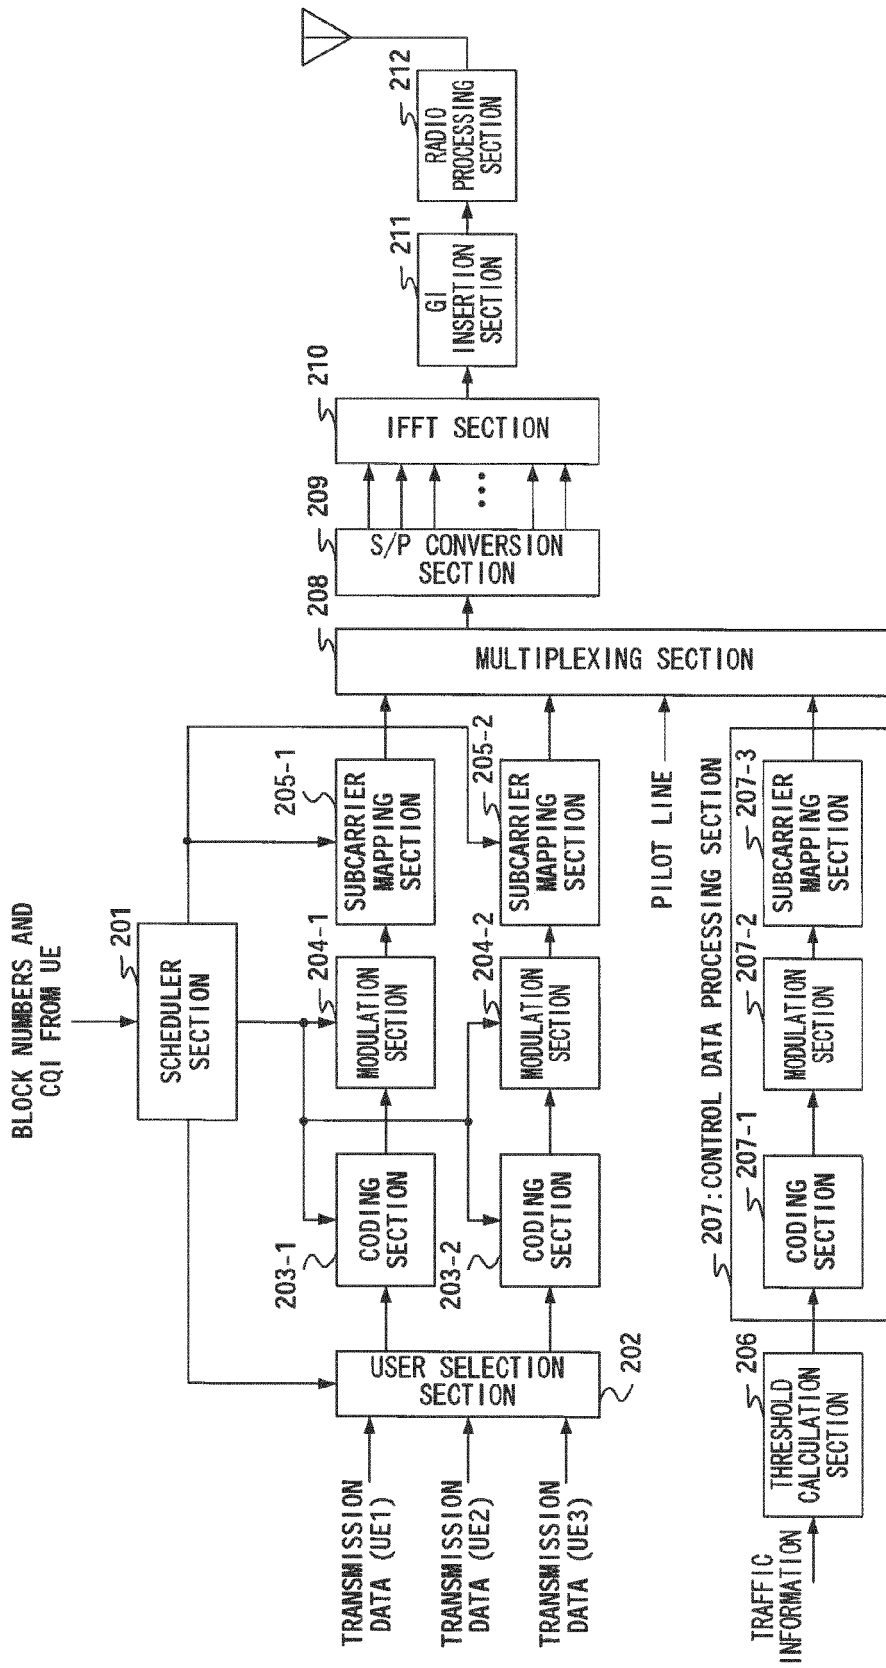 BLOCK NUMBERS AND
CQI FROM UE
201
SCHEDULER
SECTION
TRANSMISSION
DATA (UE1)
TRANSMISSION
DATA (UE2)
TRANSMISSION
DATA (UE3)
USER SELECTION
SECTION
202
203-1
CODING
SECTION
204-1
MODULATION
SECTION
205-1
SUBCARRIER
MAPPING
SECTION
203-2
CODING
SECTION
204-2
MODULATION
SECTION
205-2
SUBCARRIER
MAPPING
SECTION
PILOT LINE
TRAFFIC
INFORMATION
206
THRESHOLD
CALCULATION
SECTION
207:CONTROL DATA PROCESSING SECTION
207-1
CODING
SECTION
207-2
MODULATION
SECTION
207-3
SUBCARRIER
MAPPING
SECTION
208
MULTIPLEXING SECTION
209
S/P CONVERSION
SECTION
210
IFFT SECTION
211
GI
INSERTION
SECTION
212
RADIO
PROCESSING
SECTION